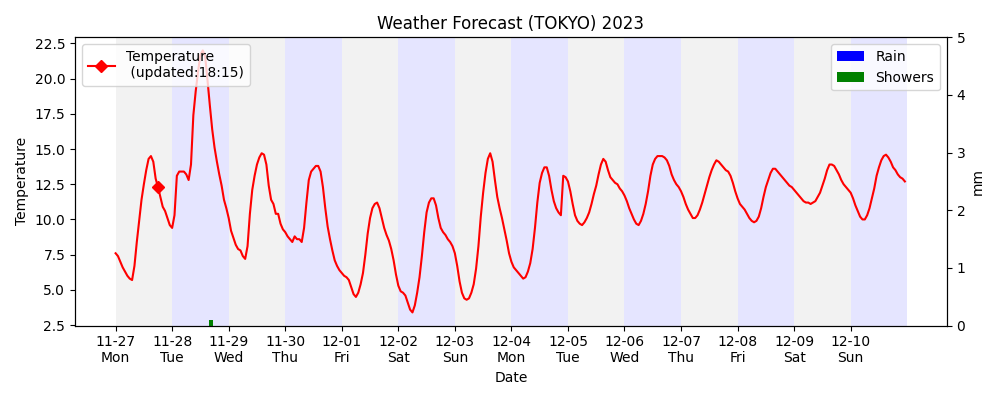 Weather Forecast (TOKYO) 2023
Temperature
(updated:18:15)
Rain
Showers
22.5
20.0
17.5
15.0
12.5
10.0
7.5
5.0
2.5
Temperature
5
4
3
2
1
0
mm
11-27 11-28 11-29 11-30 12-01 12-02 12-03 12-04 12-05 12-06 12-07 12-08 12-09 12-10
Mon Tue Wed Thu Fri Sat Sun Mon Tue Wed Thu Fri Sat Sun
Date